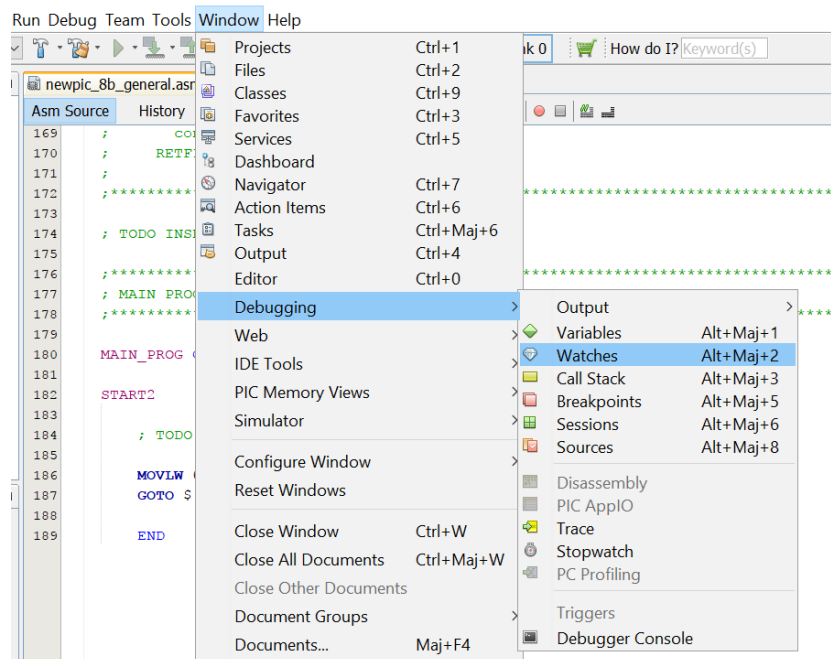 Run Debug Team Tools Window Help
Projects Ctrl+1
nk 0 How do I? Keyword(s)
Files Ctrl+2
newpic_8b_general.asm
Classes Ctrl+9
Asm Source History
Favorites Ctrl+3
169 ; Services Ctrl+5
170 ; Dashboard
171 ;
Navigator Ctrl+7
172 ;********** **********************************
173
Action Items Ctrl+6
174 ; TODO Tasks Ctrl+Maj+6
175
Output Ctrl+4
176 ;********** **********************************
Editor Ctrl+0
177 ; MAIN
178 ;********** ****
Debugging
Output
179
Web
Variables Alt+Maj+1
180 MAIN_PROG
Watches Alt+Maj+2
181
IDE Tools
Call Stack Alt+Maj+3
182 START2
PIC Memory Views
Breakpoints Alt+Maj+5
183
Simulator
Sessions Alt+Maj+6
184 ; TODO
Sources Alt+Maj+8
185
Configure Window
186 MOVLW
Disassembly
187 GOTO $
Reset Windows
PIC AppIO
188
Trace
189 END
Close Window Ctrl+W
Stopwatch
Close All Documents Ctrl+Maj+W
PC Profiling
Close Other Documents
Document Groups
Triggers
Documents... Maj+F4
Debugger Console